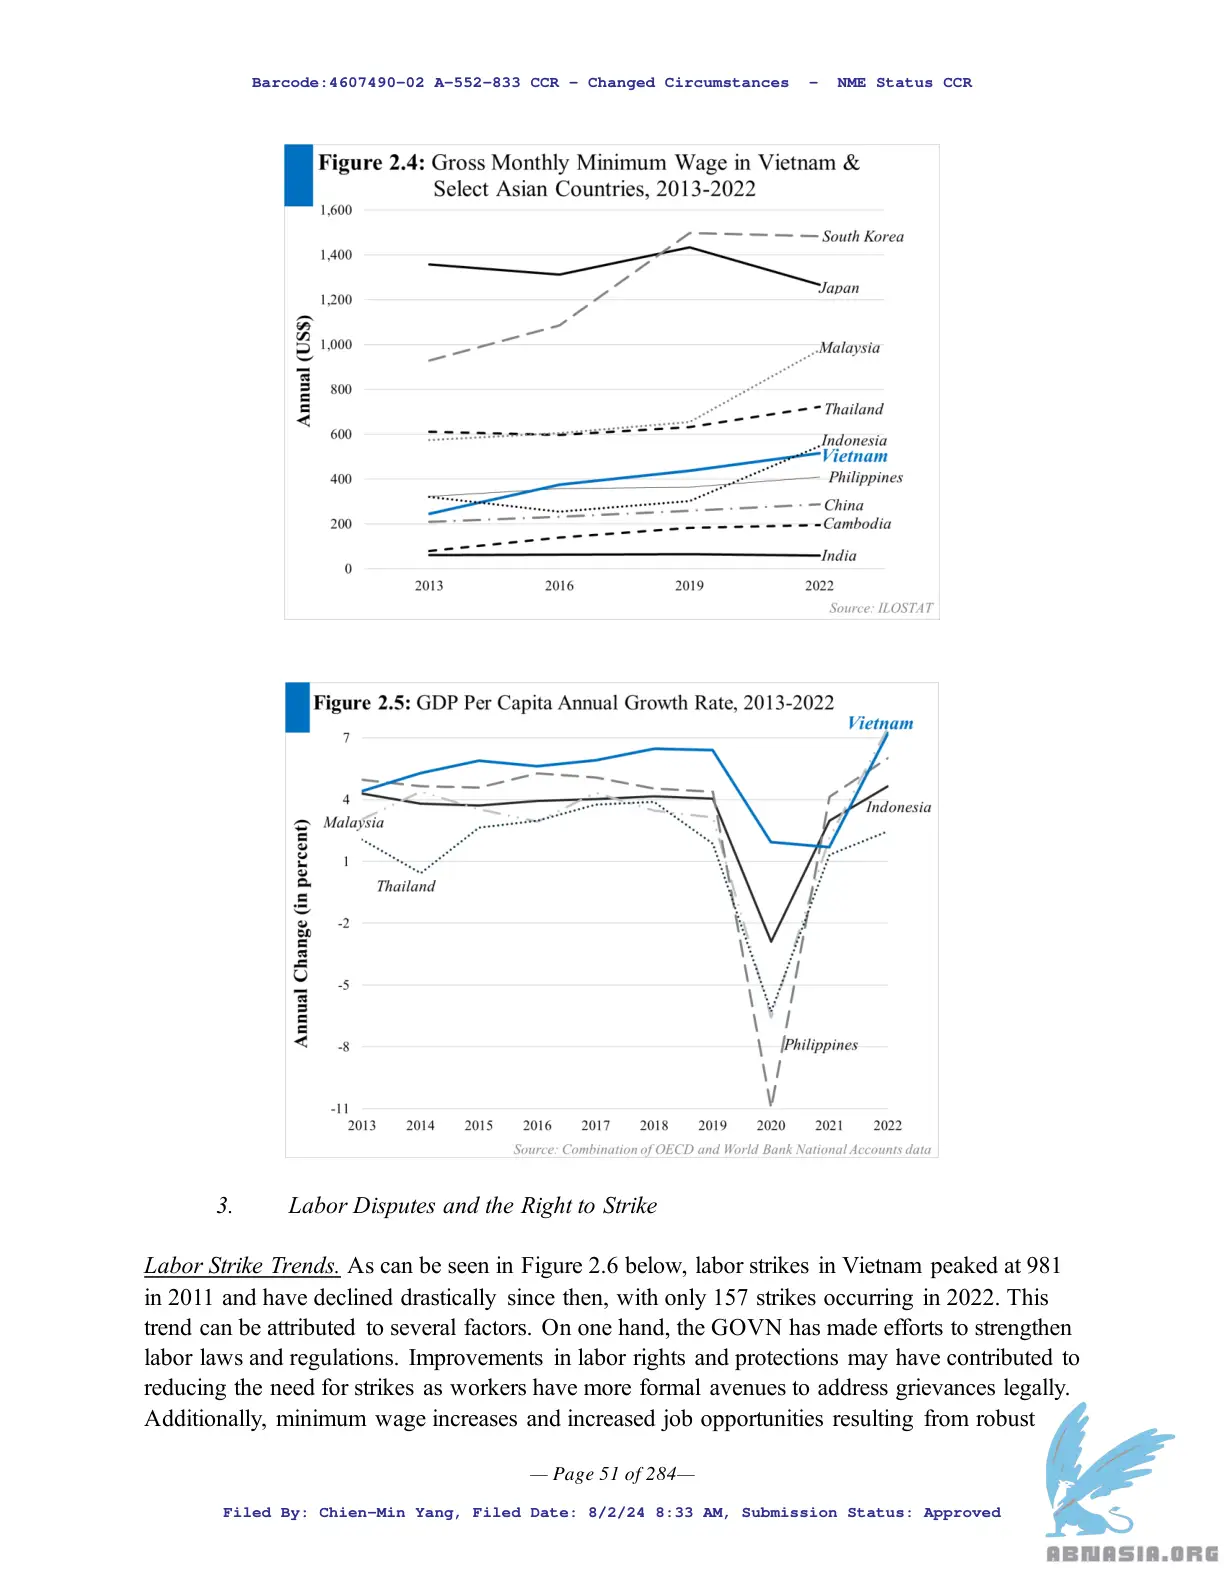 Barcode:4607490-02 A-552-833 CCR - Changed Circumstances - NME Status CCR
Figure 2.4: Gross Monthly Minimum Wage in Vietnam &
Select Asian Countries, 2013-2022
1,600
South Korea
1,400
1,200
Japan
1,000
Malaysia
Annual (US$)
800
Thailand
600
Indonesia
Vietnam
400
Philippines
China
200
Cambodia
India
0
2013 2016 2019 2022
Source: ILOSTAT
Figure 2.5: GDP Per Capita Annual Growth Rate, 2013-2022
Vietnam
7
4
Indonesia
Malaysia
1
Thailand
Annual Change (in percent)
-2
-5
-8
Philippines
-11
2013 2014 2015 2016 2017 2018 2019 2020 2021 2022
Source: Combination of OECD and World Bank National Accounts data
3. Labor Disputes and the Right to Strike
Labor Strike Trends. As can be seen in Figure 2.6 below, labor strikes in Vietnam peaked at 981
in 2011 and have declined drastically since then, with only 157 strikes occurring in 2022. This
trend can be attributed to several factors. On one hand, the GOVN has made efforts to strengthen
labor laws and regulations. Improvements in labor rights and protections may have contributed to
reducing the need for strikes as workers have more formal avenues to address grievances legally.
Additionally, minimum wage increases and increased job opportunities resulting from robust
— Page 51 of 284—
Filed By: Chien-Min Yang, Filed Date: 8/2/24 8:33 AM, Submission Status: Approved
ABNASIA.ORG